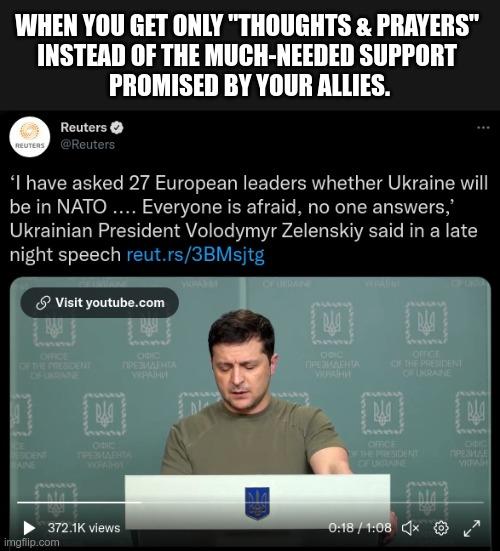 WHEN YOU GET ONLY "THOUGHTS & PRAYERS"
INSTEAD OF THE MUCH-NEEDED SUPPORT
PROMISED BY YOUR ALLIES.
REUTERS
Reuters
@Reuters
...
‘I have asked 27 European leaders whether Ukraine will
be in NATO .... Everyone is afraid, no one answers,’
Ukrainian President Volodymyr Zelenskiy said in a late
night speech reut.rs/3BMsjtg
Visit youtube.com
OFFICE
OF THE PRESIDENT
OF UKRAINE
ОФІС
ПРЕЗИДЕНТА
УКРАЇНИ
ОФІС
ПРЕЗИДЕНТА
УКРАЇНИ
OFFICE
OF THE PRESIDENT
OF UKRAINE
ОФІС
ПРЕЗИДЕНТА
УКРАЇНИ
OFFICE
OF THE PRESIDENT
OF UKRAINE
372.1K views
0:18 / 1:08
imgflip.com